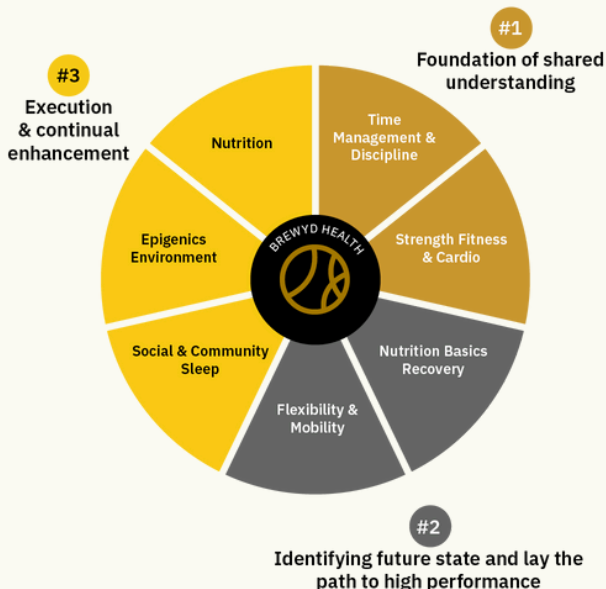 #1
Foundation of shared
understanding
Time
Management &
Discipline
Strength Fitness
& Cardio
#2
Identifying future state and lay the
path to high performance
Nutrition Basics
Recovery
Flexibility &
Mobility
#3
Execution
& continual
enhancement
Social & Community
Sleep
Epigenics
Environment
Nutrition
BREWYD HEALTH